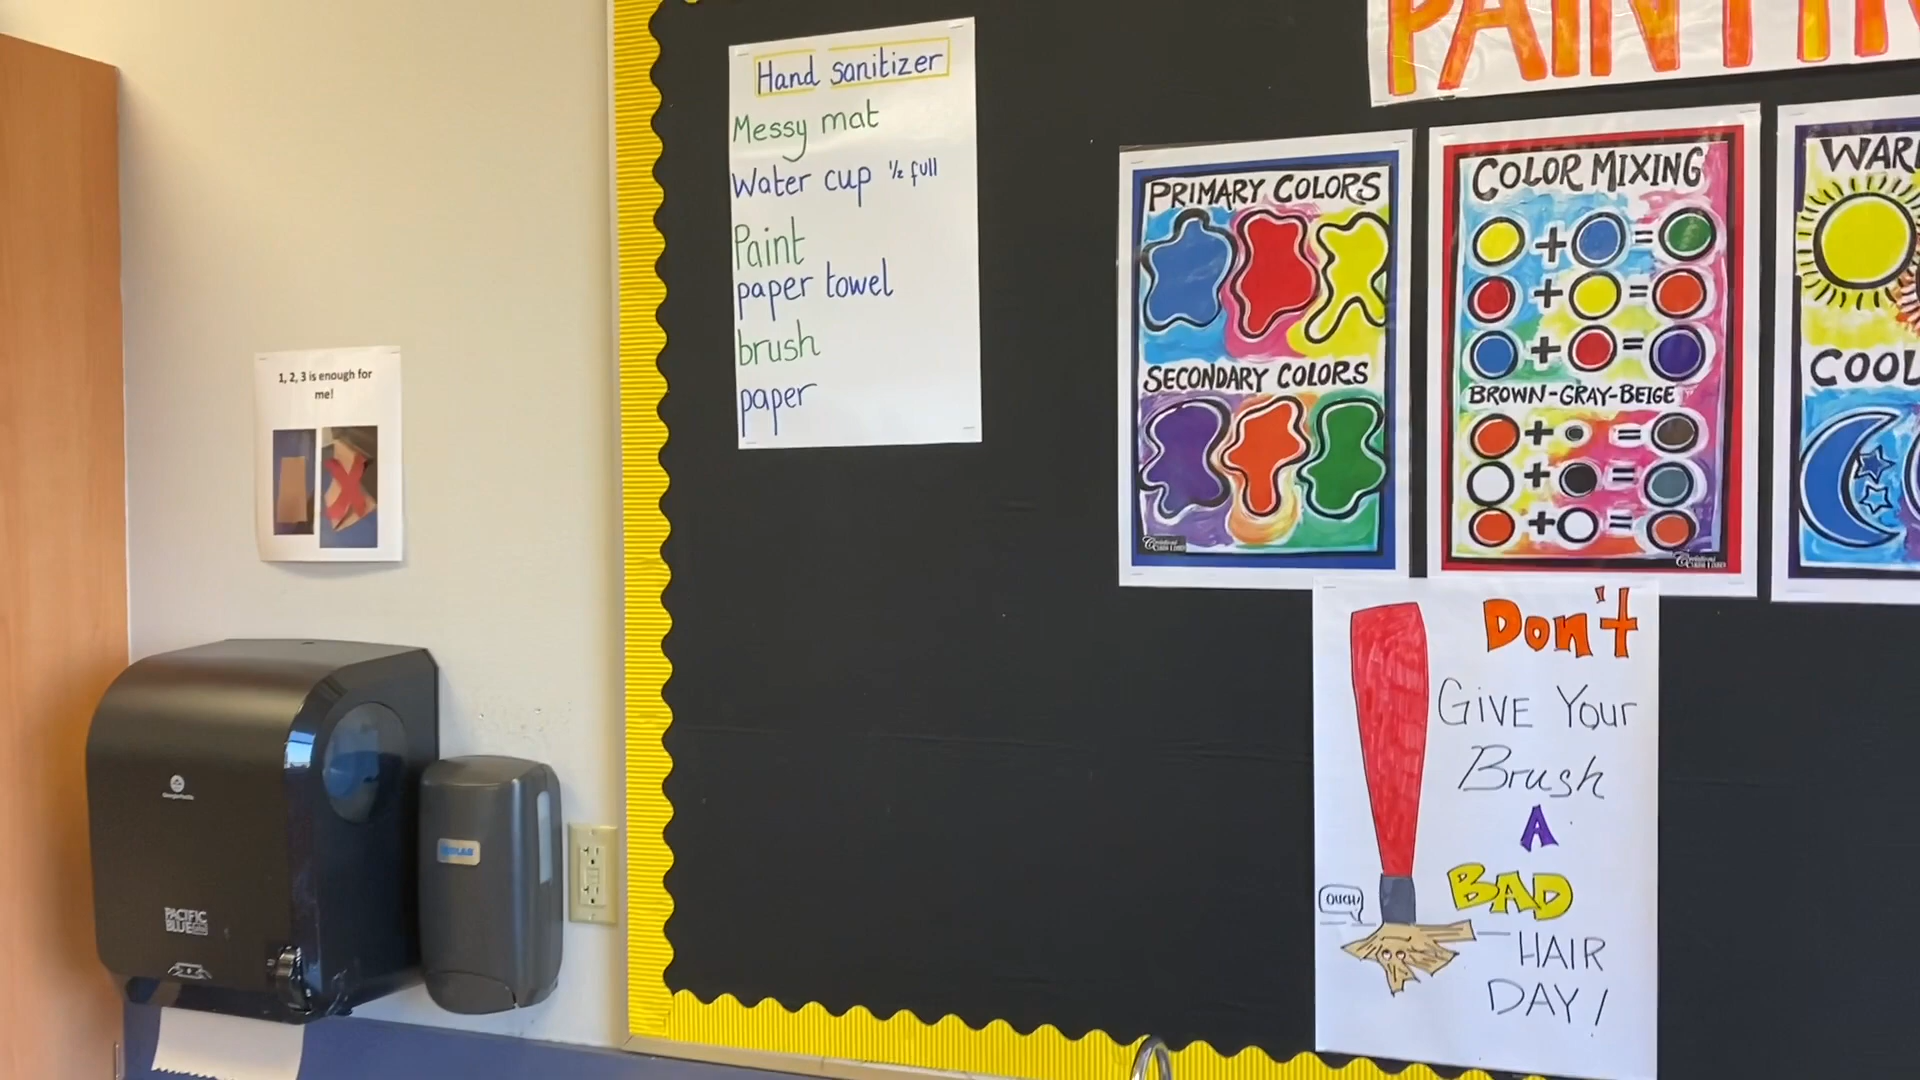 PAINTIN
Hand sanitizer
Messy mat
Water cup ½ full
Paint
paper towel
brush
paper
1, 2, 3 is enough for
me!
PRIMARY COLORS
SECONDARY COLORS
COLOR MIXING
+ =
+ =
+ =
BROWN-GRAY-BEIGE
+ =
+ =
+ =
WAR
COOL
Don't
GIVE Your
Brush
A
BAD
HAIR
DAY!
OUCH!
PACIFIC
BLUE
ECOLAB